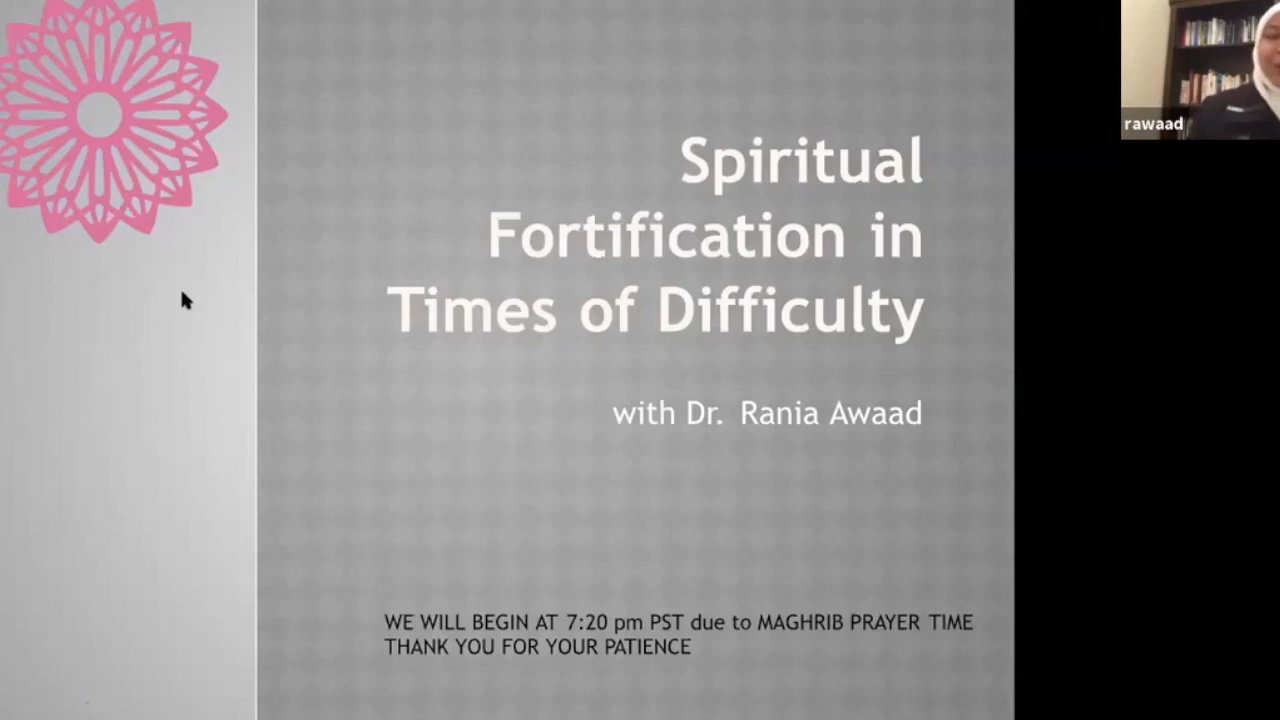 Spiritual
Fortification in
Times of Difficulty
with Dr. Rania Awaad
WE WILL BEGIN AT 7:20 pm PST due to MAGHRIB PRAYER TIME
THANK YOU FOR YOUR PATIENCE
rawaad